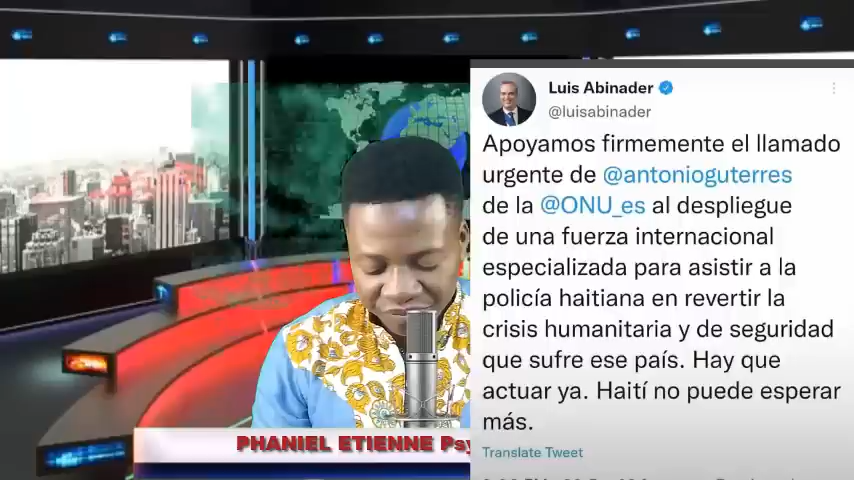 Luis Abinader
@luisabinader
Apoyamos firmemente el llamado
urgente de @antonioguterres
de la @ONU_es al despliegue
de una fuerza internacional
especializada para asistir a la
policía haitiana en revertir la
crisis humanitaria y de seguridad
que sufre ese país. Hay que
actuar ya. Haití no puede esperar
más.
Translate Tweet
PHANIEL ETIENNE Psy